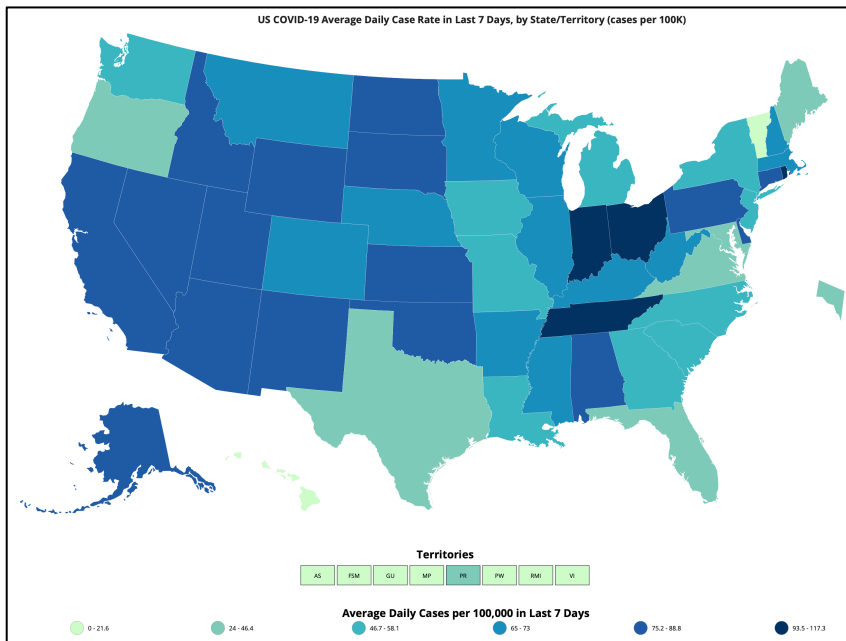 US COVID-19 Average Daily Case Rate in Last 7 Days, by State/Territory (cases per 100K)
Territories
AS FSM GU MP PR PW RMI VI
Average Daily Cases per 100,000 in Last 7 Days
0 - 21.6 24 - 46.4 46.7 - 58.1 65 - 73 75.2 - 88.8 93.5 - 117.3